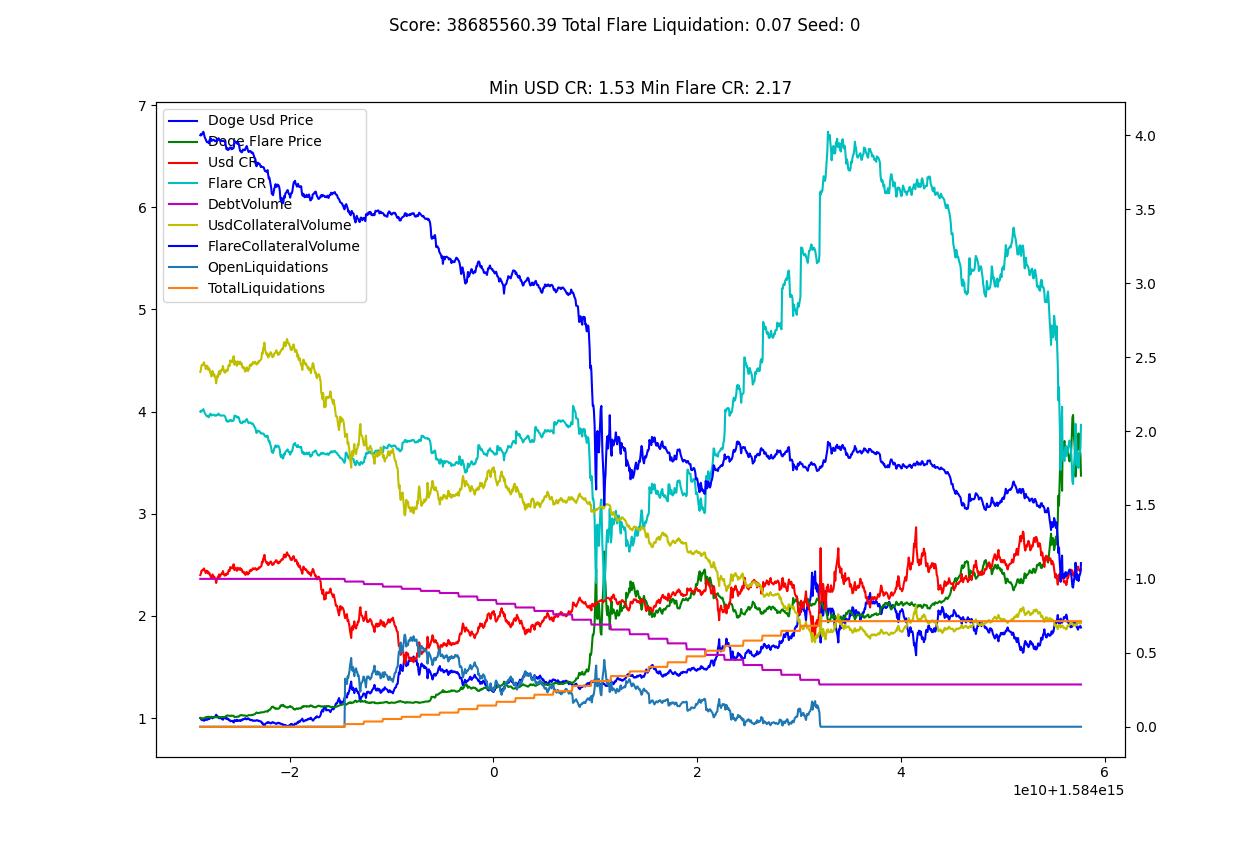 Score: 38685560.39 Total Flare Liquidation: 0.07 Seed: 0
Min USD CR: 1.53 Min Flare CR: 2.17
Doge Usd Price
Doge Flare Price
Usd CR
Flare CR
DebtVolume
UsdCollateralVolume
FlareCollateralVolume
OpenLiquidations
TotalLiquidations
7
6
5
4
3
2
1
4.0
3.5
3.0
2.5
2.0
1.5
1.0
0.5
0.0
−2 0 2 4 6
1e10+1.584e15